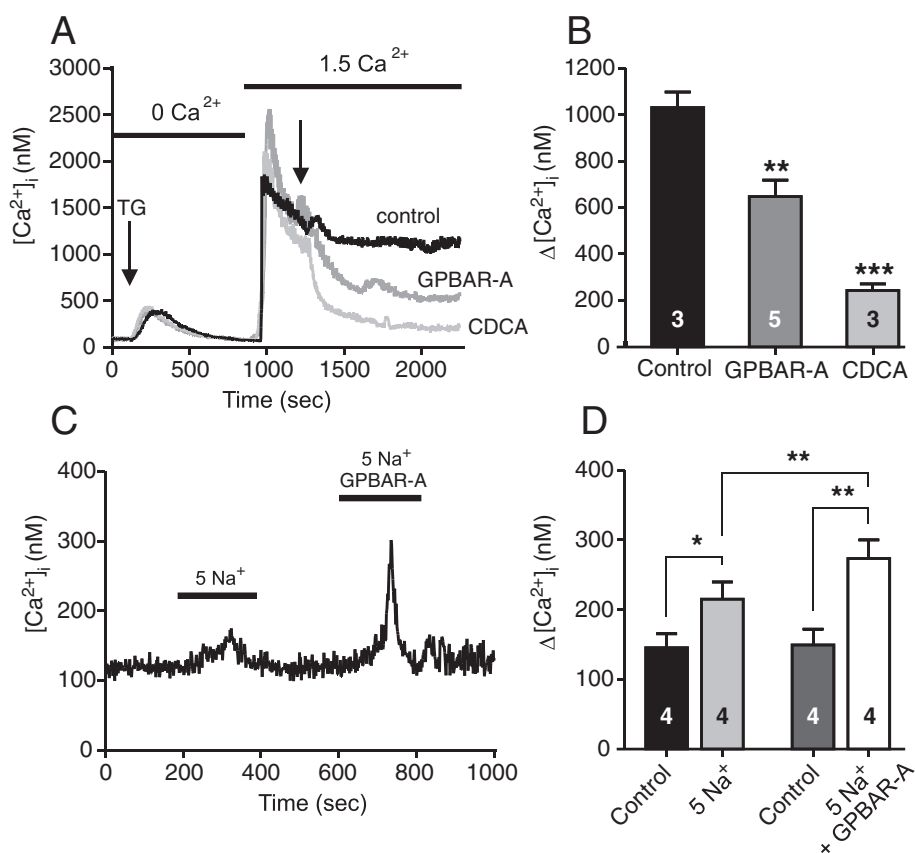 A
B
3000
2500
2000
1500
1000
500
0
[Ca²⁺]ᵢ (nM)
0 Ca²⁺
1.5 Ca²⁺
TG
control
GPBAR-A
CDCA
0 500 1000 1500 2000
Time (sec)
1200
1000
800
600
400
200
0
Δ [Ca²⁺]ᵢ (nM)
**
***
3 5 3
Control GPBAR-A CDCA
C
D
400
300
200
100
0
[Ca²⁺]ᵢ (nM)
5 Na⁺
5 Na⁺
GPBAR-A
0 200 400 600 800 1000
Time (sec)
400
300
200
100
0
Δ [Ca²⁺]ᵢ (nM)
**
**
*
4 4 4 4
Control
5 Na⁺
Control
5 Na⁺
+ GPBAR-A